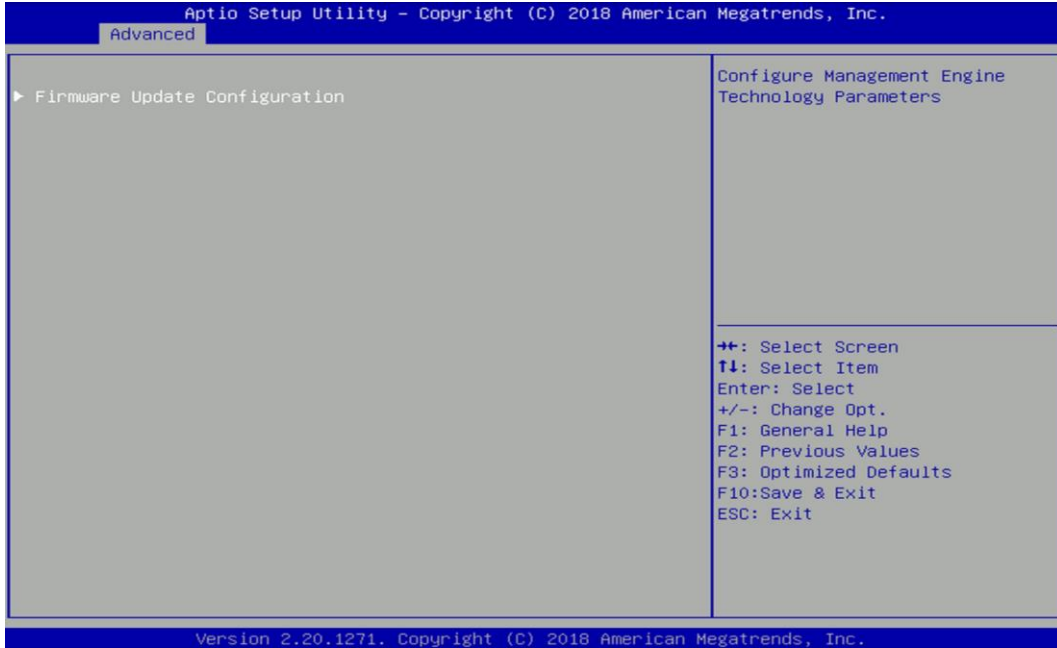 Aptio Setup Utility – Copyright (C) 2018 American Megatrends, Inc.
Advanced
▶ Firmware Update Configuration
Configure Management Engine
Technology Parameters
→←: Select Screen
↑↓: Select Item
Enter: Select
+/-: Change Opt.
F1: General Help
F2: Previous Values
F3: Optimized Defaults
F10:Save & Exit
ESC: Exit
Version 2.20.1271. Copyright (C) 2018 American Megatrends, Inc.